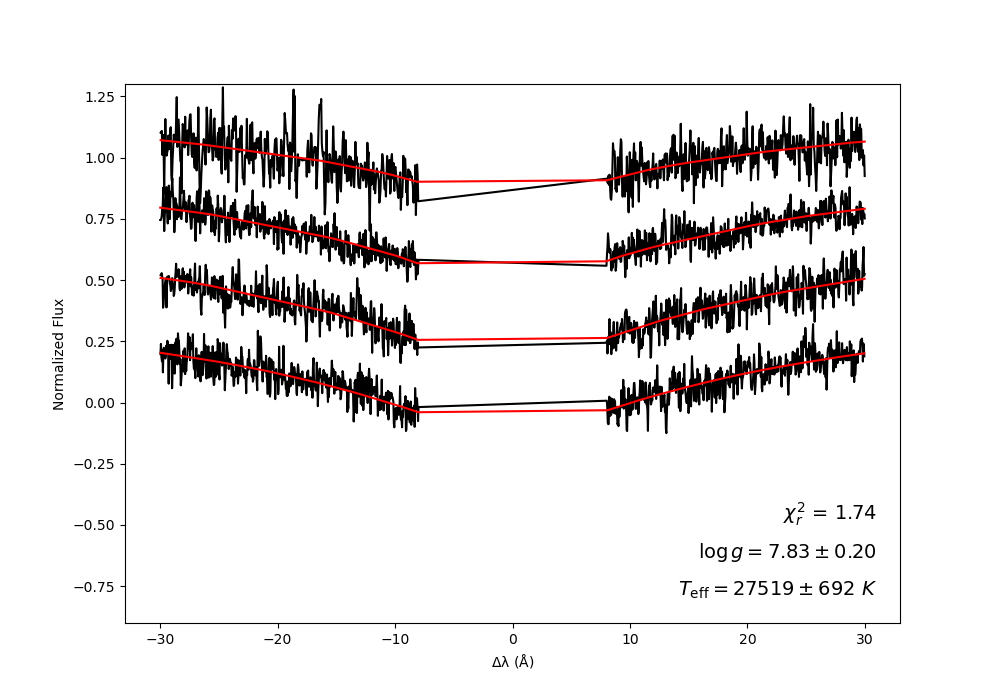 1.25
1.00
0.75
0.50
0.25
0.00
−0.25
−0.50
−0.75
Normalized Flux
χ²ᵣ = 1.74
log g = 7.83 ± 0.20
T_eff = 27519 ± 692 K
−30 −20 −10 0 10 20 30
Δλ (Å)